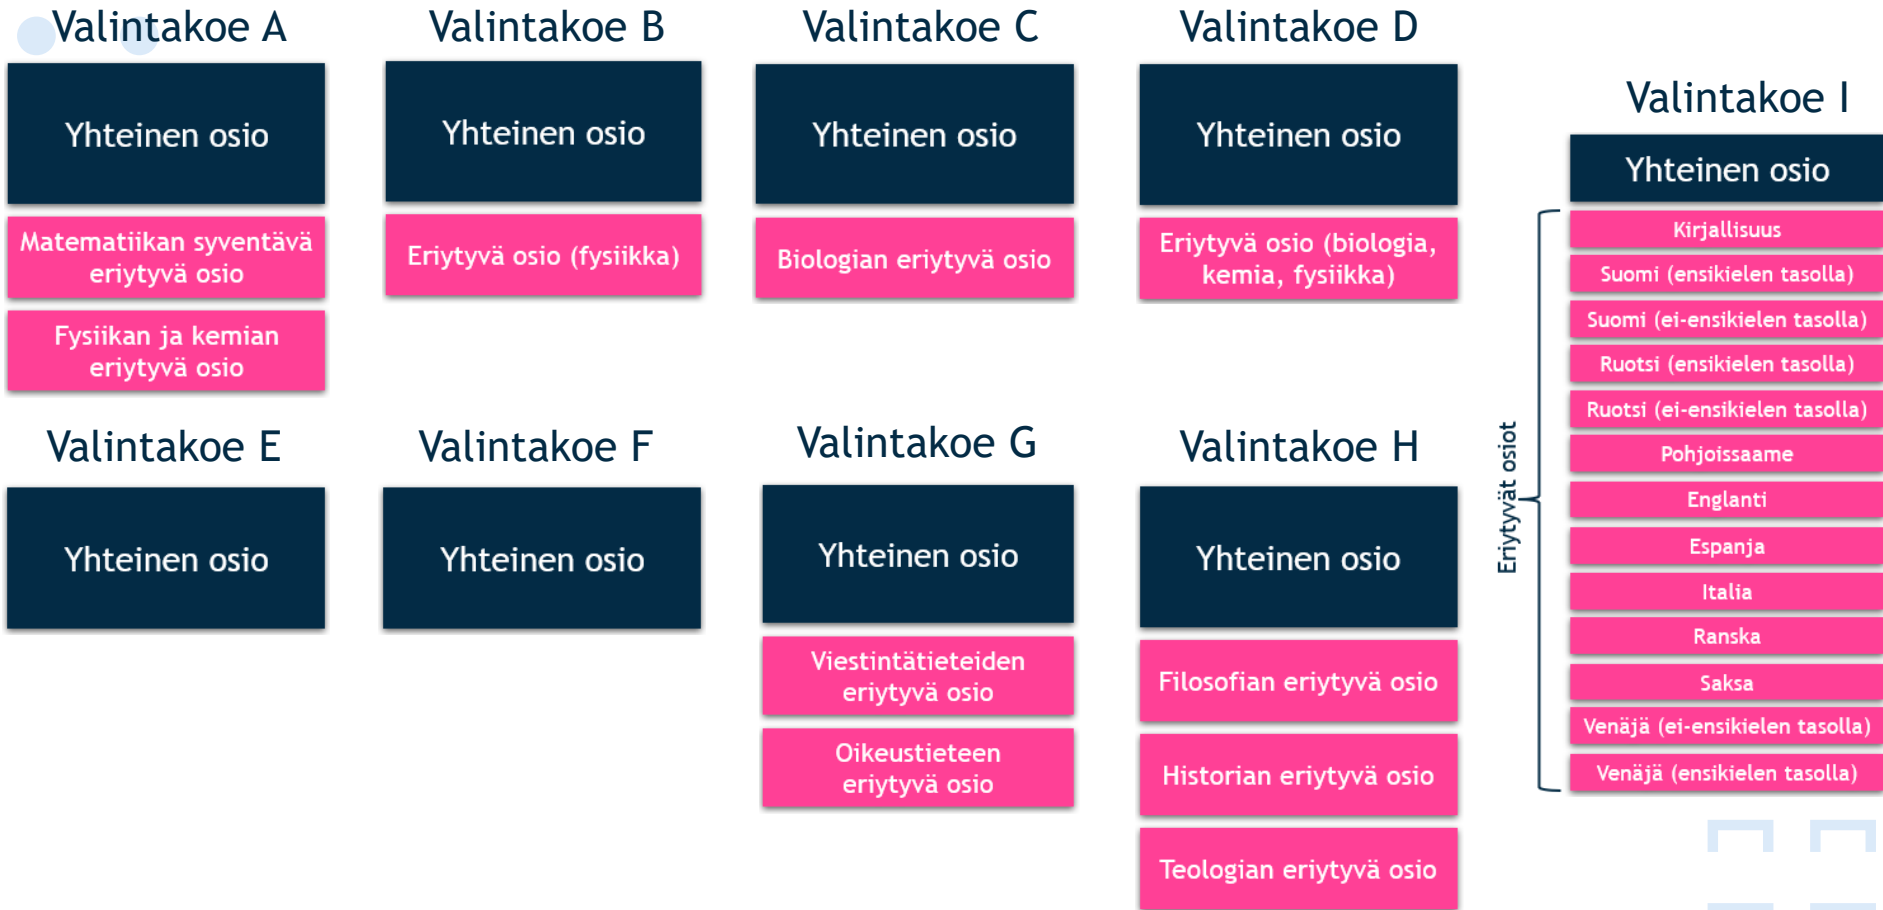 Valintakoe A
Yhteinen osio
Matematiikan syventävä
eriytyvä osio
Fysiikan ja kemian
eriytyvä osio
Valintakoe B
Yhteinen osio
Eriytyvä osio (fysiikka)
Valintakoe C
Yhteinen osio
Biologian eriytyvä osio
Valintakoe D
Yhteinen osio
Eriytyvä osio (biologia,
kemia, fysiikka)
Valintakoe E
Yhteinen osio
Valintakoe F
Yhteinen osio
Valintakoe G
Yhteinen osio
Viestintätieteiden
eriytyvä osio
Oikeustieteen
eriytyvä osio
Valintakoe H
Yhteinen osio
Filosofian eriytyvä osio
Historian eriytyvä osio
Teologian eriytyvä osio
Valintakoe I
Yhteinen osio
Eriytyvät osiot
Kirjallisuus
Suomi (ensikielen tasolla)
Suomi (ei-ensikielen tasolla)
Ruotsi (ensikielen tasolla)
Ruotsi (ei-ensikielen tasolla)
Pohjoissaame
Englanti
Espanja
Italia
Ranska
Saksa
Venäjä (ei-ensikielen tasolla)
Venäjä (ensikielen tasolla)